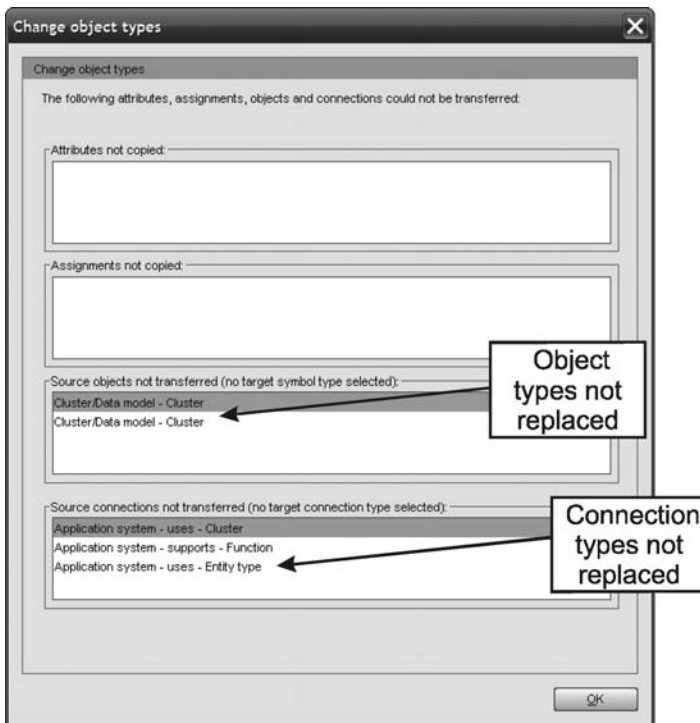 Change object types
Change object types
The following attributes, assignments, objects and connections could not be transferred:
Attributes not copied:
Assignments not copied:
Source objects not transferred (no target symbol type selected):
Cluster/Data model - Cluster
Cluster/Data model - Cluster
Object
types not
replaced
Source connections not transferred (no target connection type selected):
Application system - uses - Cluster
Application system - supports - Function
Application system - uses - Entity type
Connection
types not
replaced
OK